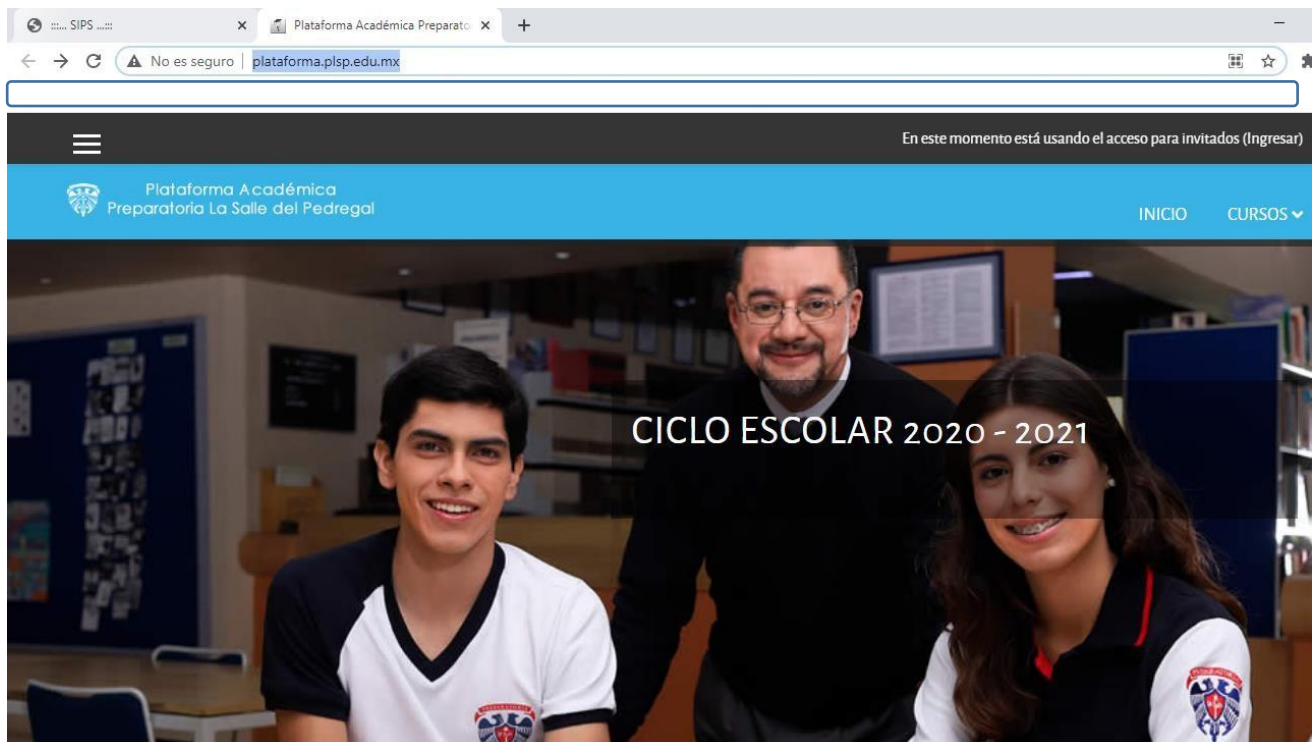 :::... SIPS ...:::
Plataforma Académica Preparato
No es seguro
plataforma.plsp.edu.mx
En este momento está usando el acceso para invitados (Ingresar)
Plataforma Académica
Preparatoria La Salle del Pedregal
INICIO CURSOS
CICLO ESCOLAR 2020 - 2021
PREPARATORIA